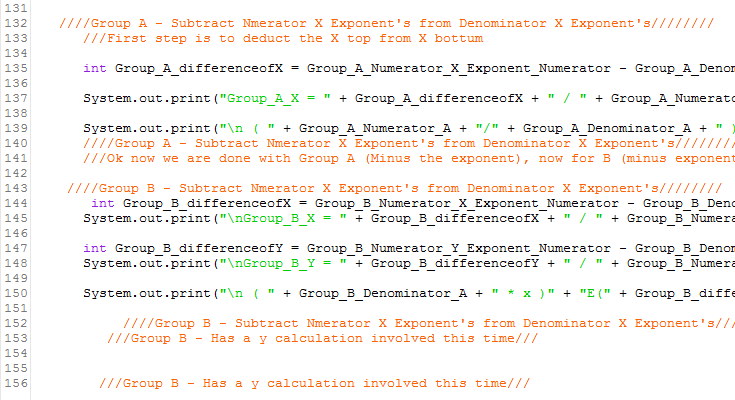 131
132 ////Group A - Subtract Nmerator X Exponent's from Denominator X Exponent's////////
133 ///First step is to deduct the X top from X bottum
134
135 int Group_A_differenceofX = Group_A_Numerator_X_Exponent_Numerator - Group_A_Denom
136
137 System.out.print("Group_A_X = " + Group_A_differenceofX + " / " + Group_A_Numerato
138
139 System.out.print("\n ( " + Group_A_Numerator_A + "/" + Group_A_Denominator_A + " )
140 ////Group A - Subtract Nmerator X Exponent's from Denominator X Exponent's////////
141 ///Ok now we are done with Group A (Minus the exponent), now for B (minus exponent
142
143 ////Group B - Subtract Nmerator X Exponent's from Denominator X Exponent's////////
144 int Group_B_differenceofX = Group_B_Numerator_X_Exponent_Numerator - Group_B_Deno
145 System.out.print("\nGroup_B_X = " + Group_B_differenceofX + " / " + Group_B_Numera
146
147 int Group_B_differenceofY = Group_B_Numerator_Y_Exponent_Numerator - Group_B_Denom
148 System.out.print("\nGroup_B_Y = " + Group_B_differenceofY + " / " + Group_B_Numera
149
150 System.out.print("\n ( " + Group_B_Denominator_A + " * x )" + "E(" + Group_B_diffe
151
152 ////Group B - Subtract Nmerator X Exponent's from Denominator X Exponent's///
153 ///Group B - Has a y calculation involved this time///
154
155
156 ///Group B - Has a y calculation involved this time///